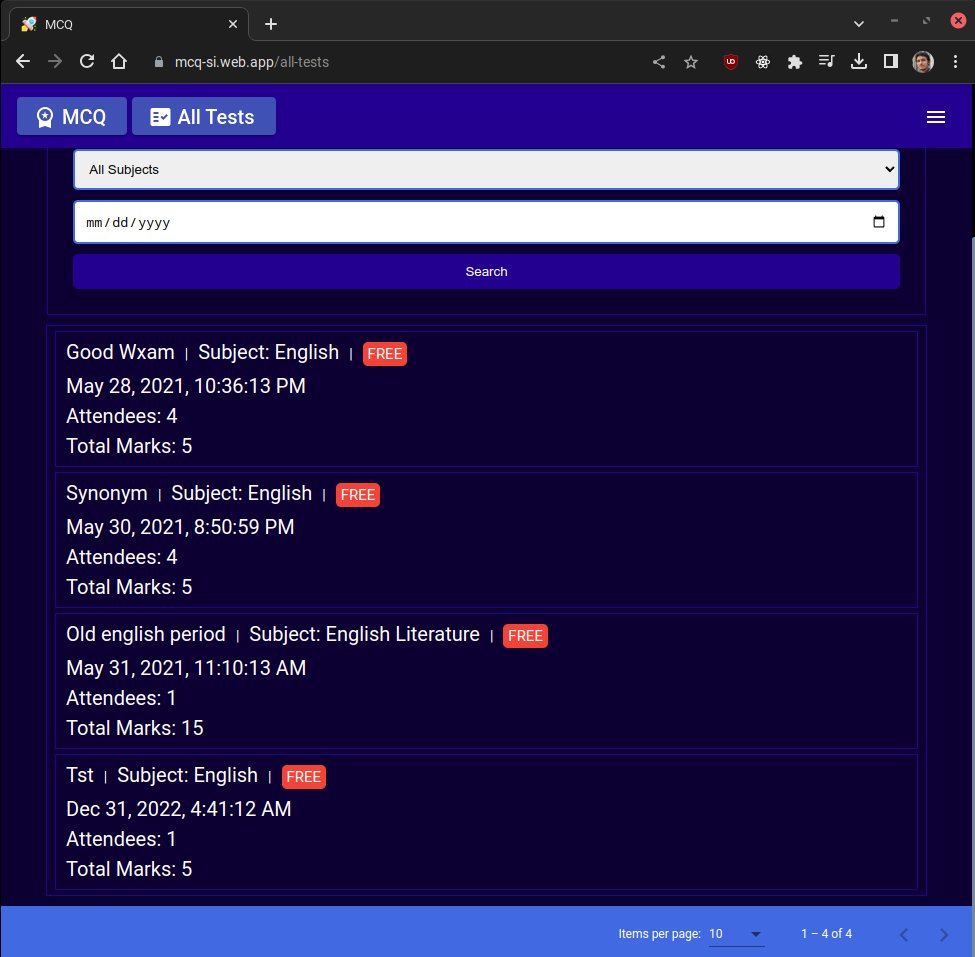 MCQ
mcq-si.web.app/all-tests
MCQ All Tests
All Subjects
mm/dd/yyyy
Search
Good Wxam | Subject: English | FREE
May 28, 2021, 10:36:13 PM
Attendees: 4
Total Marks: 5
Synonym | Subject: English | FREE
May 30, 2021, 8:50:59 PM
Attendees: 4
Total Marks: 5
Old english period | Subject: English Literature | FREE
May 31, 2021, 11:10:13 AM
Attendees: 1
Total Marks: 15
Tst | Subject: English | FREE
Dec 31, 2022, 4:41:12 AM
Attendees: 1
Total Marks: 5
Items per page: 10 1 – 4 of 4